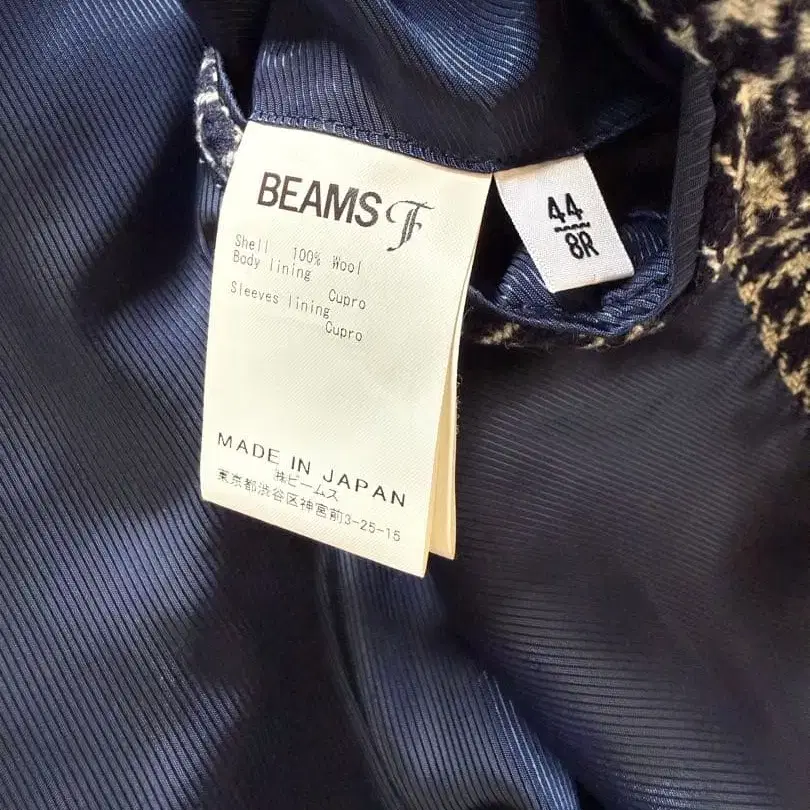 BEAMS F
Shell 100% Wool
Body lining
Cupro
Sleeves lining
Cupro
MADE IN JAPAN
㈱ビームス
東京都渋谷区神宮前3-25-15
44
8R